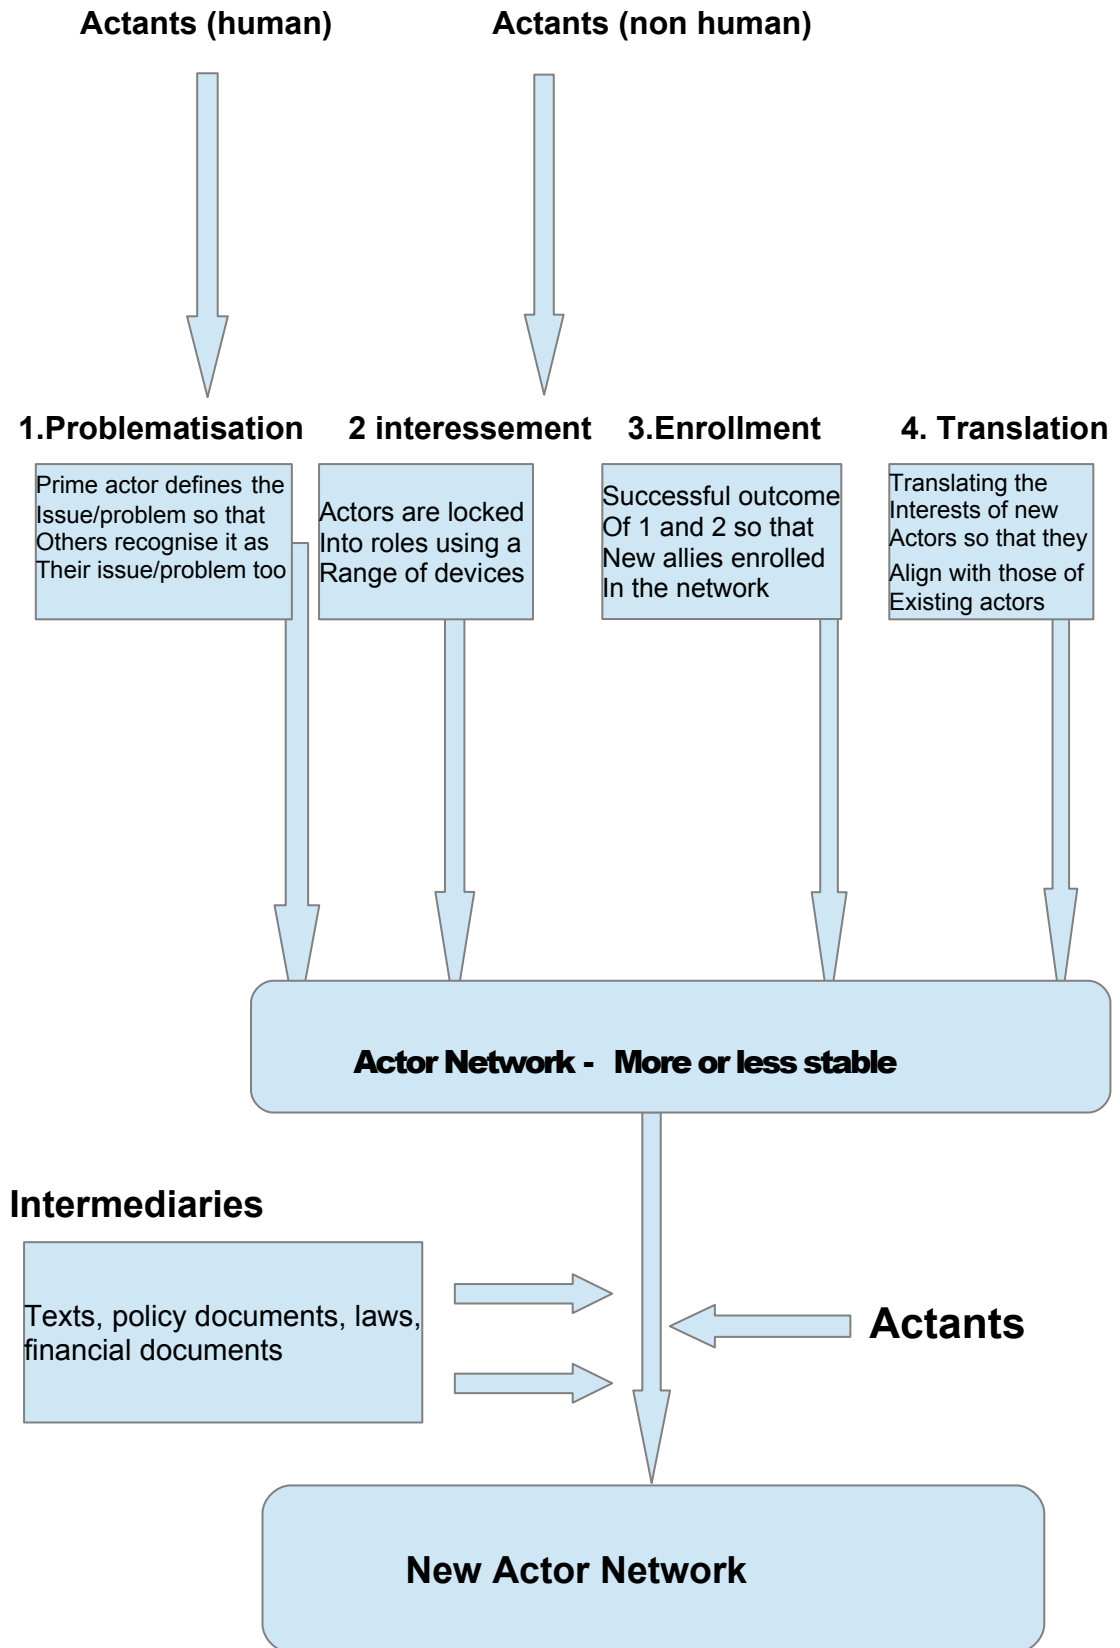 Actants (human)
Actants (non human)
1.Problematisation
2 interessement
3.Enrollment
4. Translation
Prime actor defines the
Issue/problem so that
Others recognise it as
Their issue/problem too
Actors are locked
Into roles using a
Range of devices
Successful outcome
Of 1 and 2 so that
New allies enrolled
In the network
Translating the
Interests of new
Actors so that they
Align with those of
Existing actors
Actor Network - More or less stable
Intermediaries
Texts, policy documents, laws,
financial documents
Actants
New Actor Network